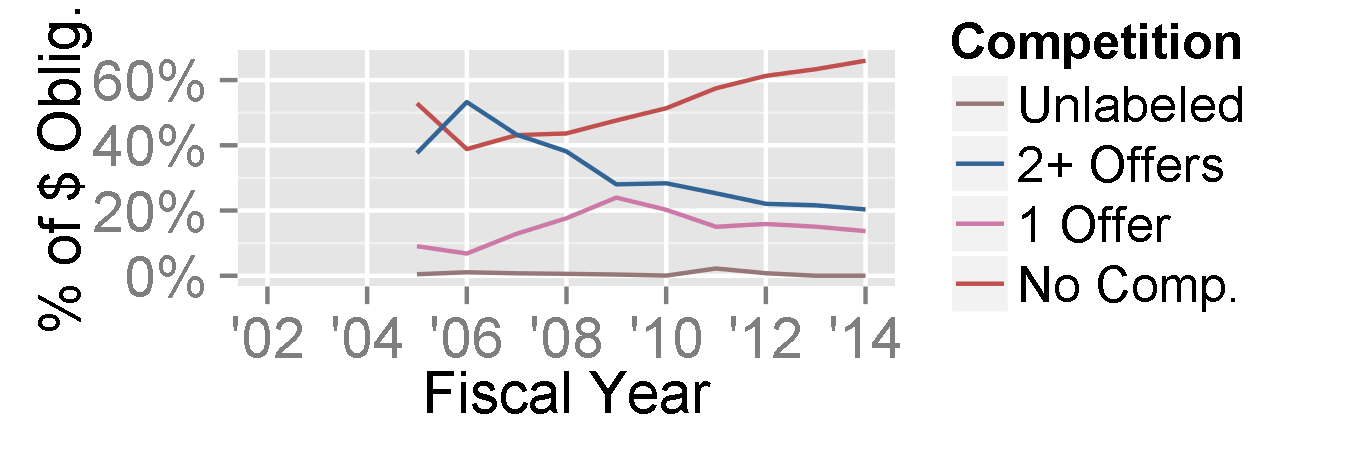 % of $ Oblig.
60%
40%
20%
0%
'02 '04 '06 '08 '10 '12 '14
Fiscal Year
Competition
Unlabeled
2+ Offers
1 Offer
No Comp.